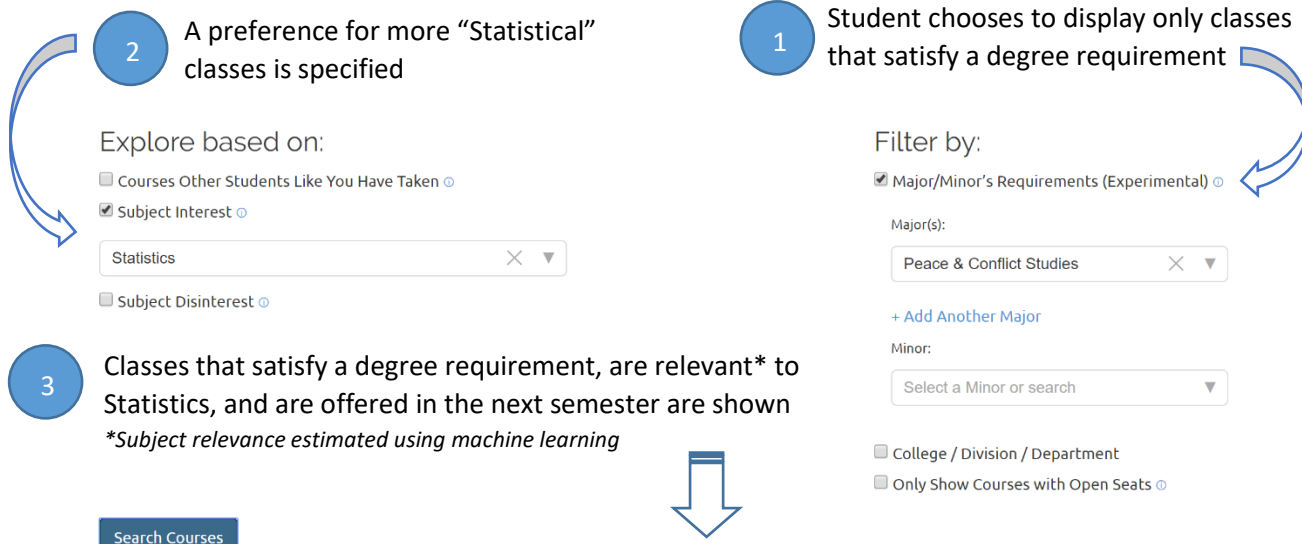 2
A preference for more “Statistical”
classes is specified
1
Student chooses to display only classes
that satisfy a degree requirement
Explore based on:
Courses Other Students Like You Have Taken
Subject Interest
Statistics
Subject Disinterest
Filter by:
Major/Minor's Requirements (Experimental)
Major(s):
Peace & Conflict Studies
+ Add Another Major
Minor:
Select a Minor or search
College / Division / Department
Only Show Courses with Open Seats
3
Classes that satisfy a degree requirement, are relevant* to
Statistics, and are offered in the next semester are shown
*Subject relevance estimated using machine learning
Search Courses